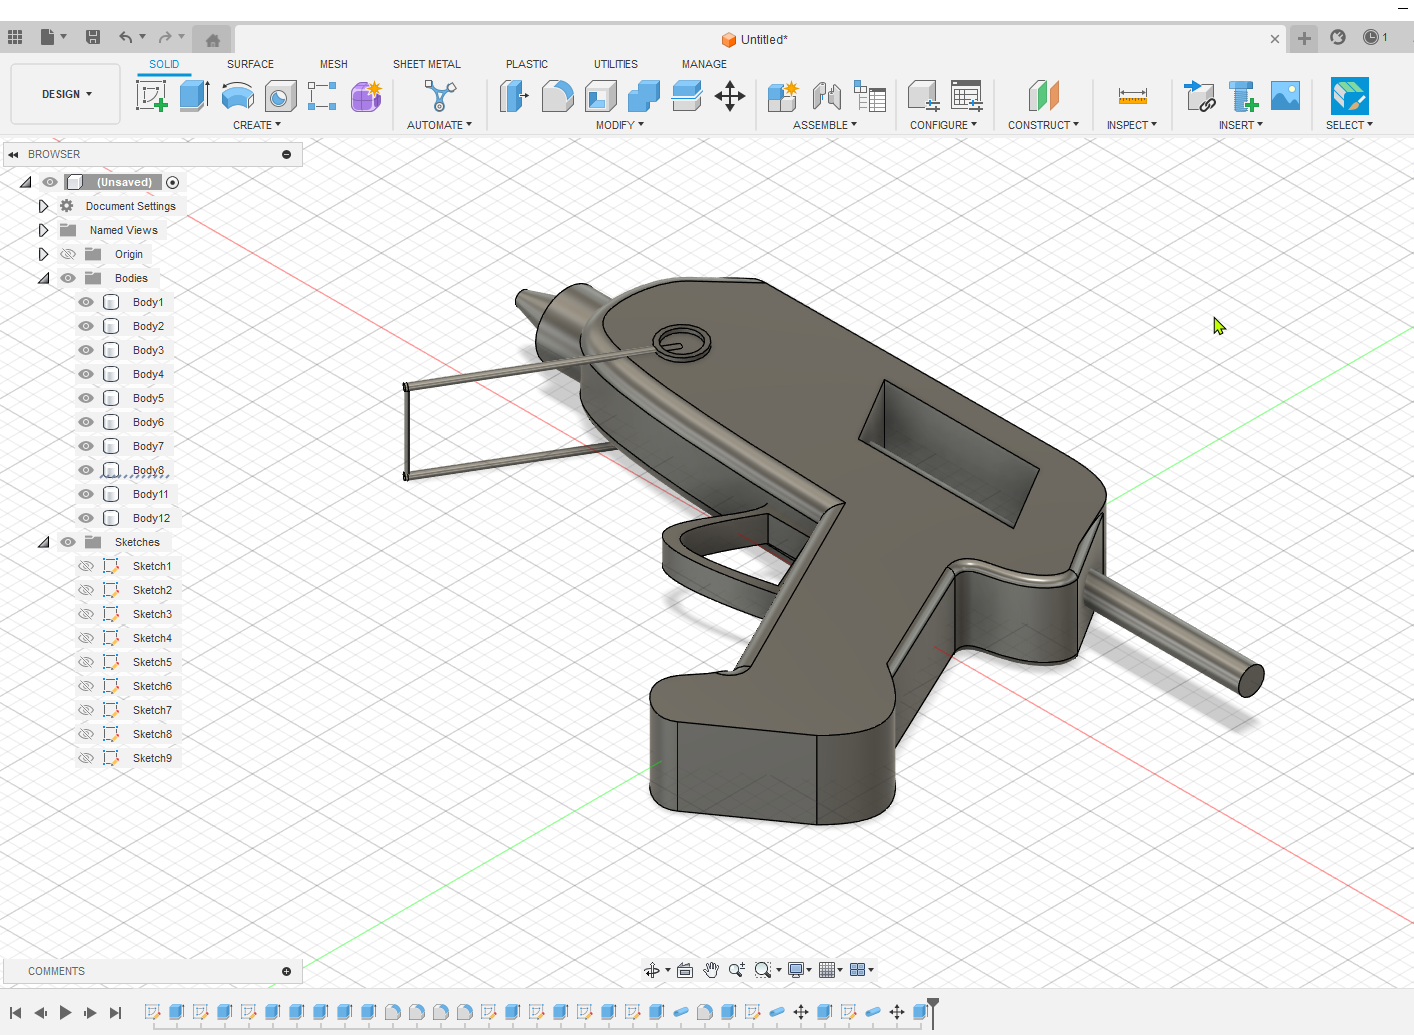 Untitled*
1
SOLID SURFACE MESH SHEET METAL PLASTIC UTILITIES MANAGE
DESIGN
CREATE AUTOMATE MODIFY ASSEMBLE CONFIGURE CONSTRUCT INSPECT INSERT SELECT
BROWSER
(Unsaved)
Document Settings
Named Views
Origin
Bodies
Body1
Body2
Body3
Body4
Body5
Body6
Body7
Body8
Body11
Body12
Sketches
Sketch1
Sketch2
Sketch3
Sketch4
Sketch5
Sketch6
Sketch7
Sketch8
Sketch9
COMMENTS